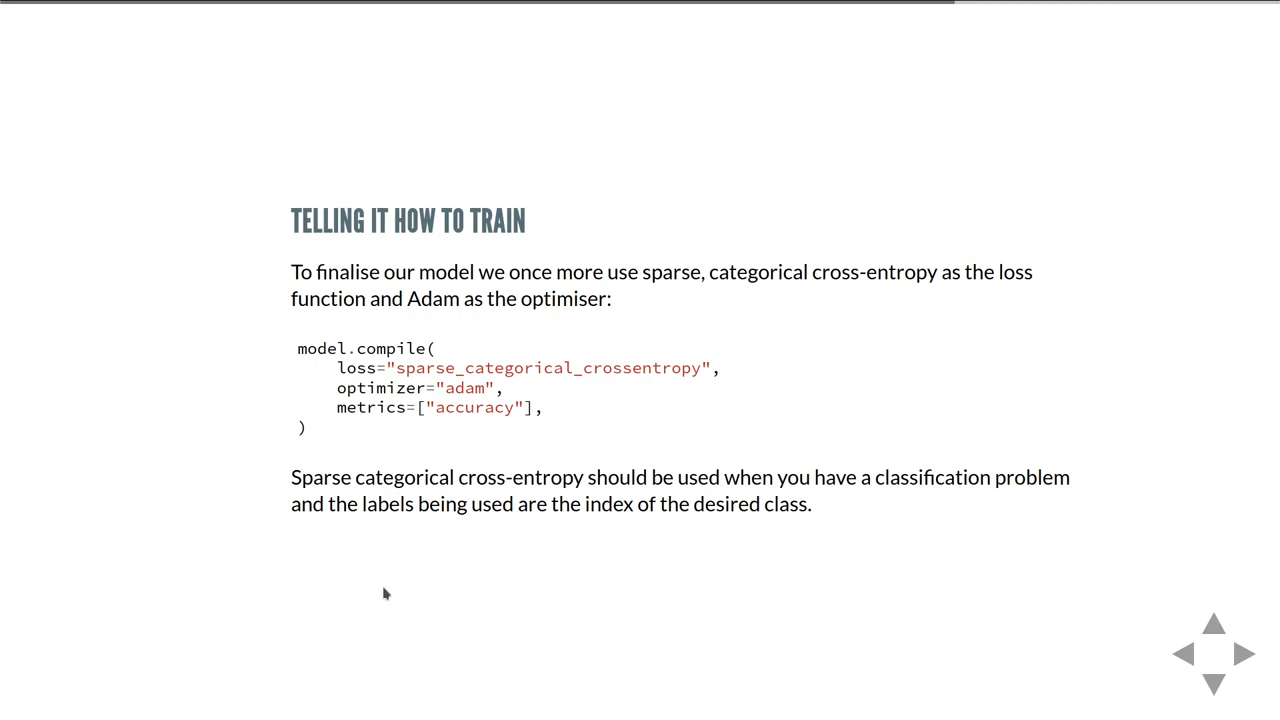 TELLING IT HOW TO TRAIN
To finalise our model we once more use sparse, categorical cross-entropy as the loss
function and Adam as the optimiser:
model.compile(
    loss="sparse_categorical_crossentropy",
    optimizer="adam",
    metrics=["accuracy"],
)
Sparse categorical cross-entropy should be used when you have a classification problem
and the labels being used are the index of the desired class.